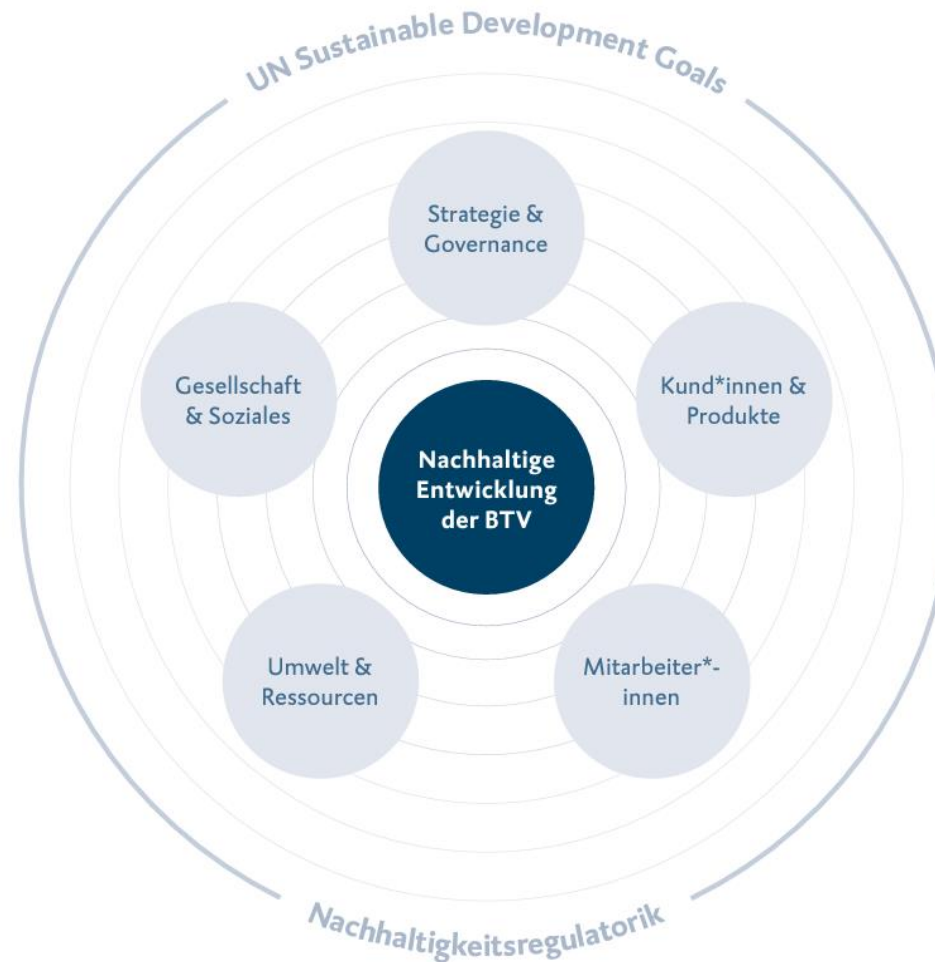 UN Sustainable Development Goals
Strategie &
Governance
Gesellschaft
& Soziales
Kund*innen &
Produkte
Nachhaltige
Entwicklung
der BTV
Umwelt &
Ressourcen
Mitarbeiter*-
innen
Nachhaltigkeitsregulatorik